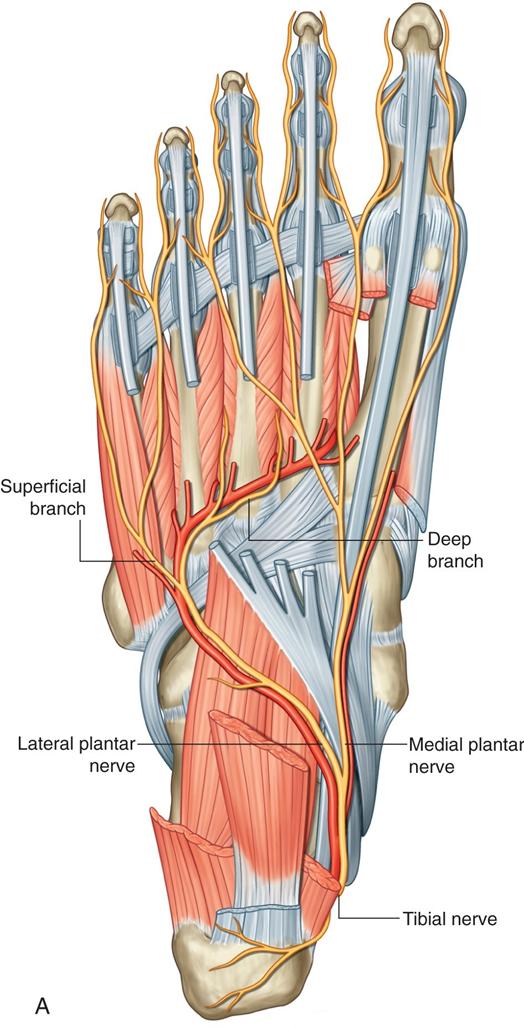 Superficial
branch
Deep
branch
Lateral plantar
nerve
Medial plantar
nerve
Tibial nerve
A